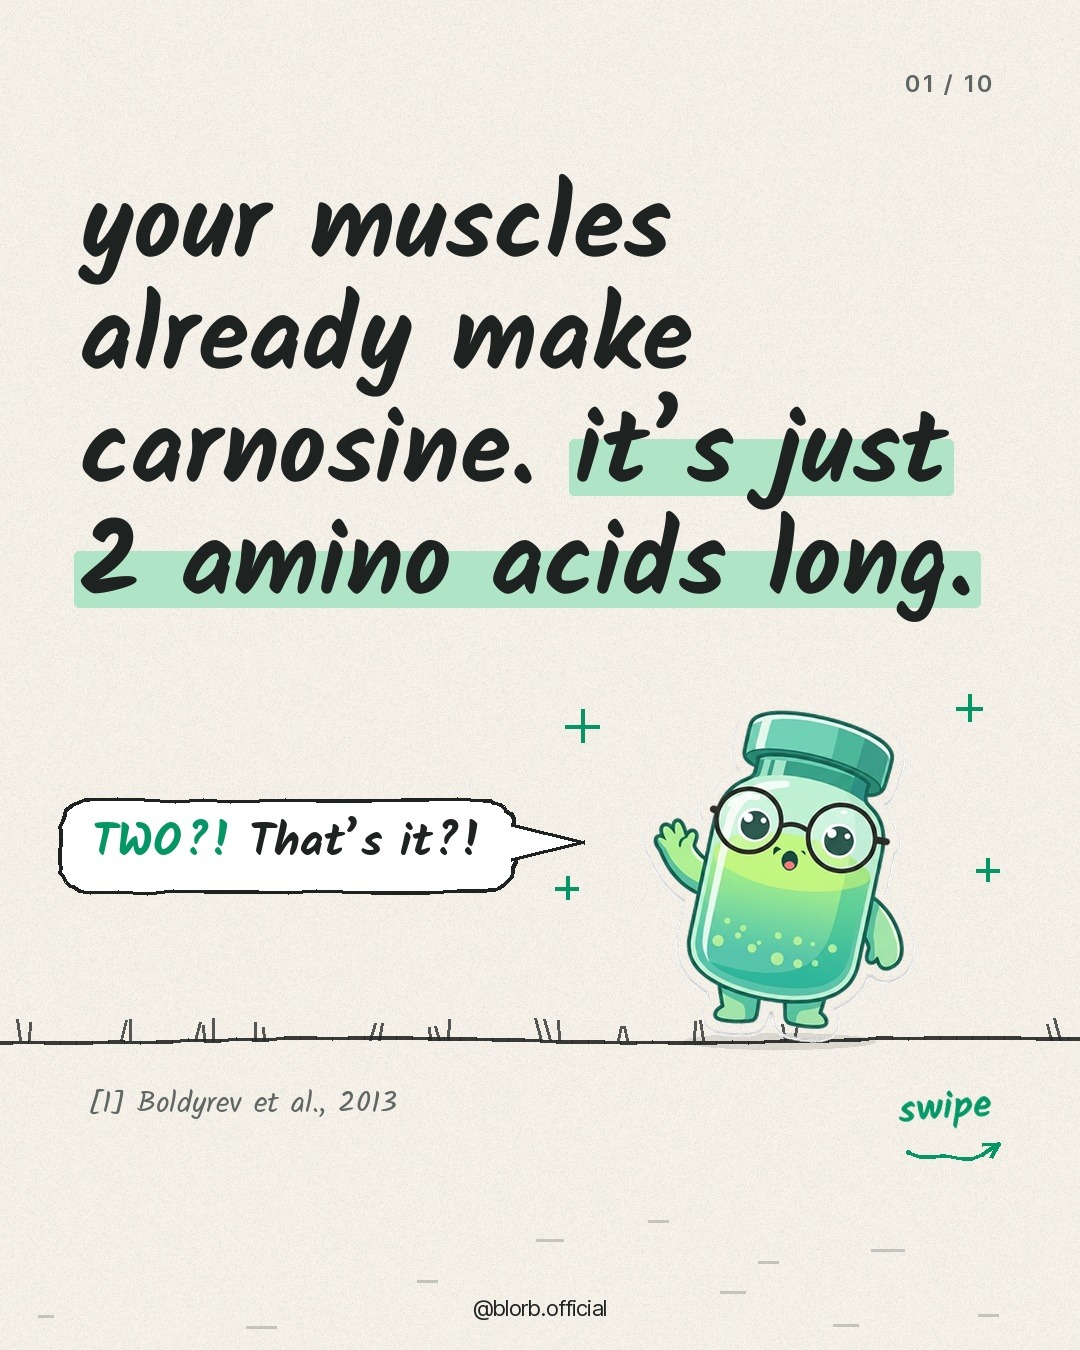 01 / 10
your muscles
already make
carnosine. it’s just
2 amino acids long.
TWO?! That’s it?!
[1] Boldyrev et al., 2013
swipe
@blorb.official